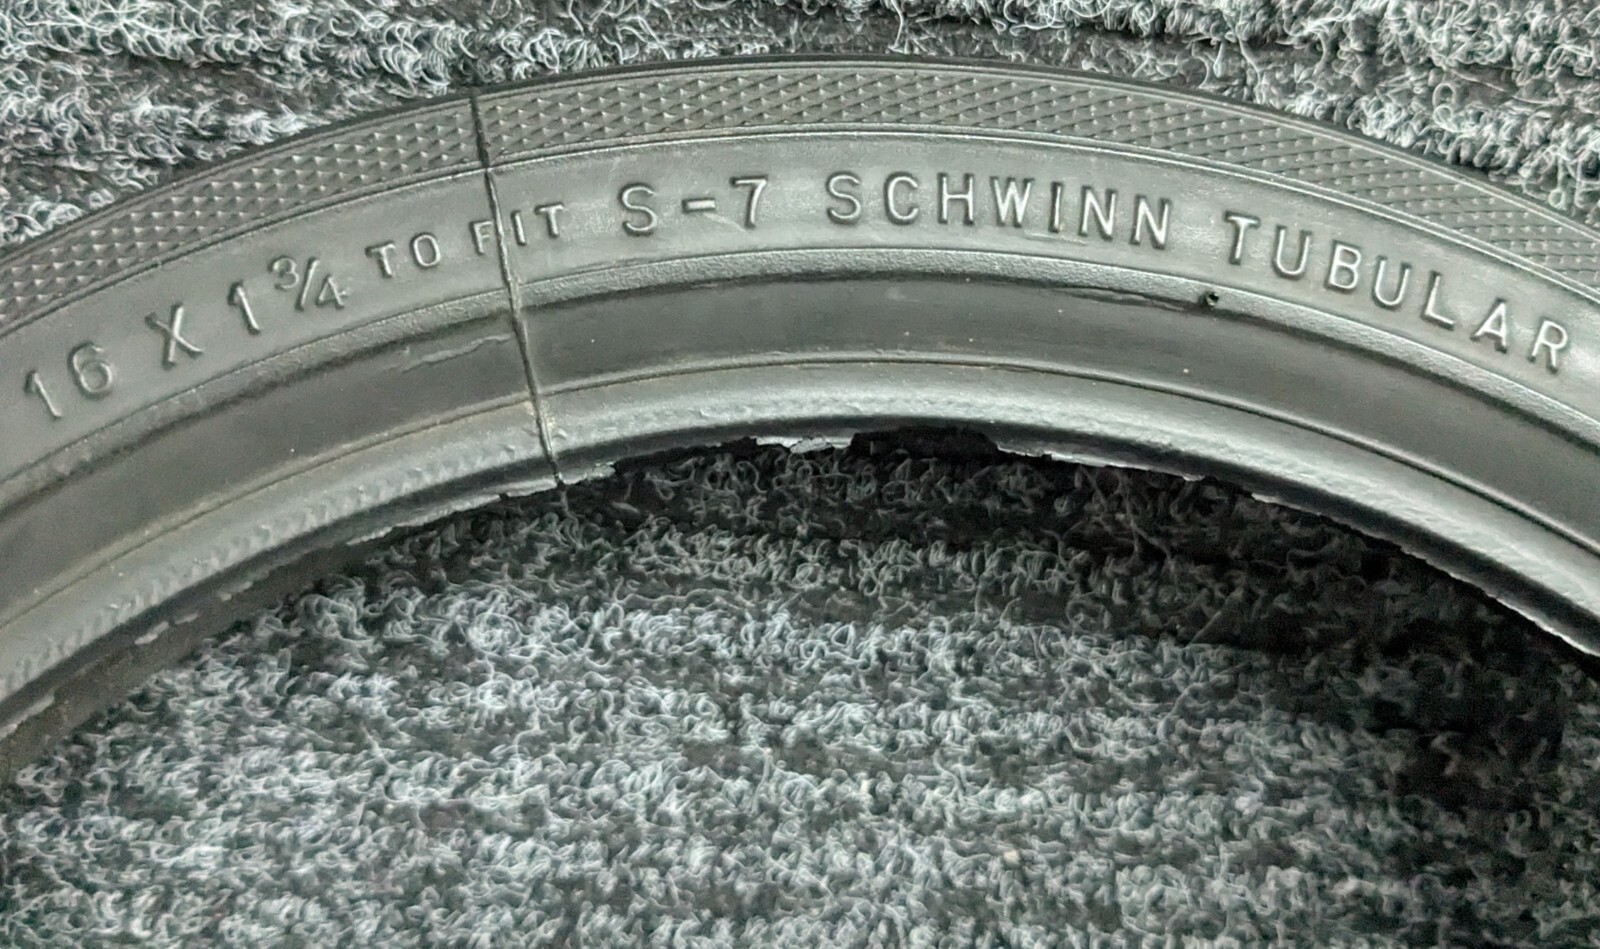 16 X 1 3/4 TO FIT S-7 SCHWINN TUBULAR